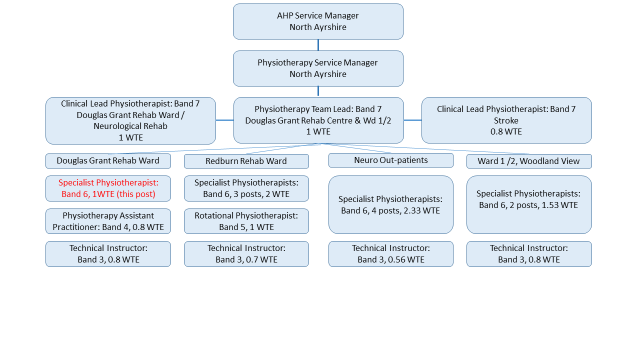 AHP Service Manager
North Ayrshire
Physiotherapy Service Manager
North Ayrshire
Clinical Lead Physiotherapist: Band 7
Douglas Grant Rehab Ward /
Neurological Rehab
1 WTE
Physiotherapy Team Lead: Band 7
Douglas Grant Rehab Centre & Wd 1/2
1 WTE
Clinical Lead Physiotherapist: Band 7
Stroke
0.8 WTE
Douglas Grant Rehab Ward
Redburn Rehab Ward
Neuro Out-patients
Ward 1 /2, Woodland View
Specialist Physiotherapist:
Band 6, 1WTE (this post)
Specialist Physiotherapists:
Band 6, 3 posts, 2 WTE
Specialist Physiotherapists:
Band 6, 4 posts, 2.33 WTE
Specialist Physiotherapists:
Band 6, 2 posts, 1.53 WTE
Physiotherapy Assistant
Practitioner: Band 4, 0.8 WTE
Rotational Physiotherapist:
Band 5, 1 WTE
Technical Instructor:
Band 3, 0.8 WTE
Technical Instructor:
Band 3, 0.7 WTE
Technical Instructor:
Band 3, 0.56 WTE
Technical Instructor:
Band 3, 0.8 WTE